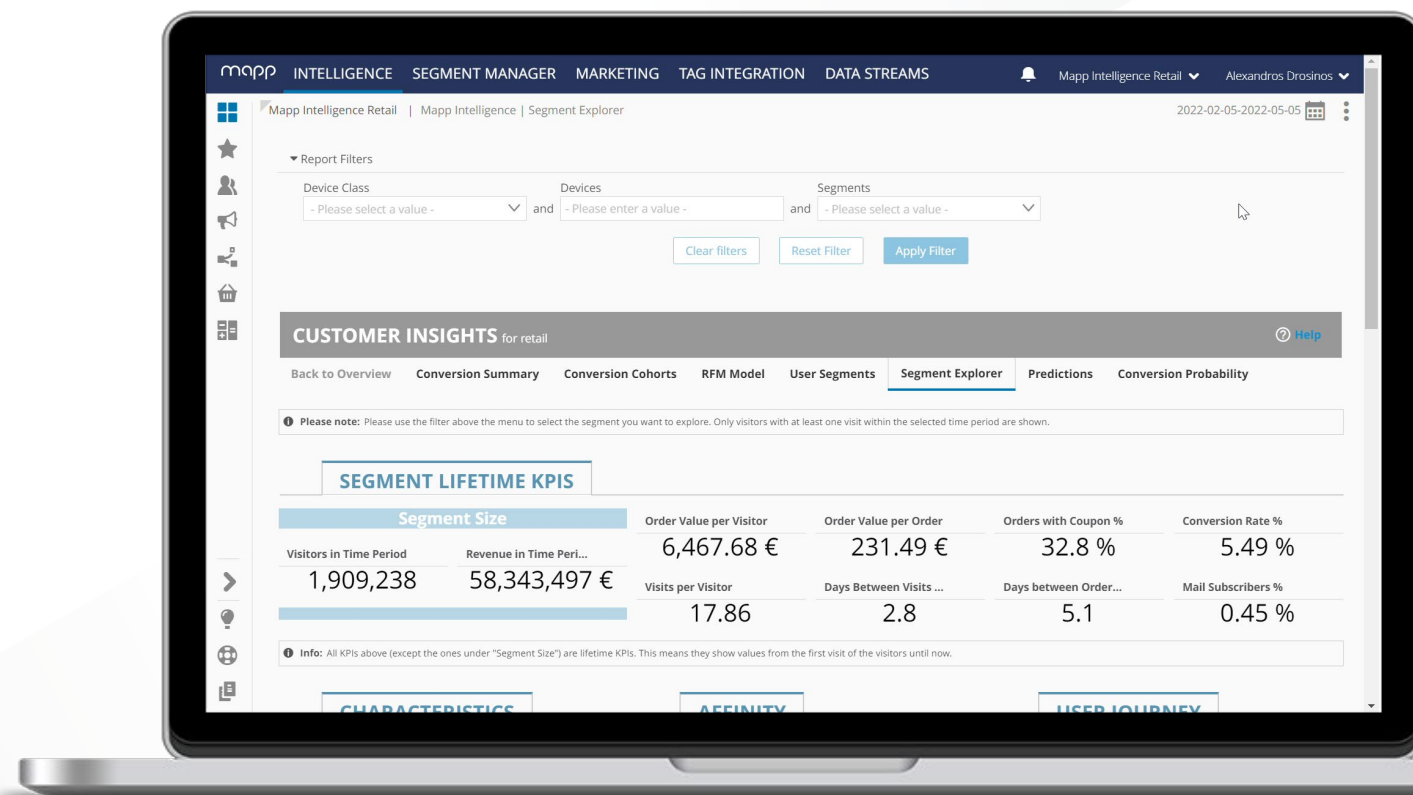 mapp INTELLIGENCE SEGMENT MANAGER MARKETING TAG INTEGRATION DATA STREAMS Mapp Intelligence Retail Alexandros Drosinos
Mapp Intelligence Retail | Mapp Intelligence | Segment Explorer 2022-02-05-2022-05-05
Report Filters
Device Class Devices Segments
- Please select a value - and - Please enter a value - and - Please select a value -
Clear filters Reset Filter Apply Filter
CUSTOMER INSIGHTS for retail Help
Back to Overview Conversion Summary Conversion Cohorts RFM Model User Segments Segment Explorer Predictions Conversion Probability
Please note: Please use the filter above the menu to select the segment you want to explore. Only visitors with at least one visit within the selected time period are shown.
SEGMENT LIFETIME KPIS
Segment Size
Visitors in Time Period Revenue in Time Peri...
1,909,238 58,343,497 €
Order Value per Visitor Order Value per Order Orders with Coupon % Conversion Rate %
6,467.68 € 231.49 € 32.8 % 5.49 %
Visits per Visitor Days Between Visits ... Days between Order... Mail Subscribers %
17.86 2.8 5.1 0.45 %
Info: All KPIs above (except the ones under "Segment Size") are lifetime KPIs. This means they show values from the first visit of the visitors until now.
CHARACTERISTICS AFFINITY USER JOURNEY